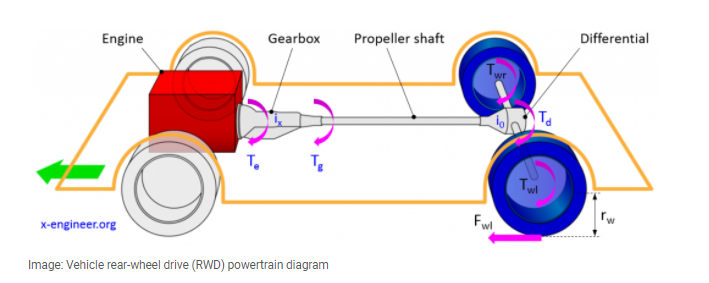 Engine
Gearbox
Propeller shaft
Differential
Twr
ix
io
Td
Te
Tg
Twl
Fwl
rw
x-engineer.org
Image: Vehicle rear-wheel drive (RWD) powertrain diagram